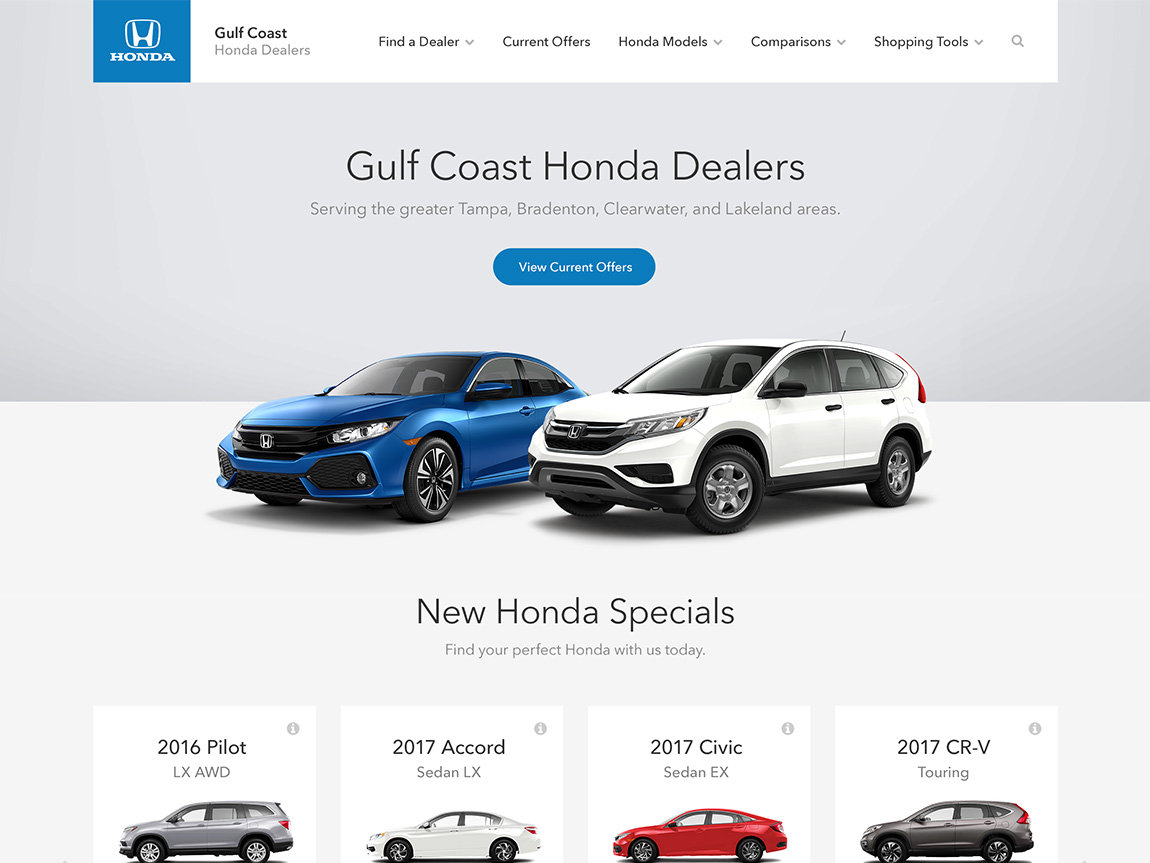 HONDA
Gulf Coast
Honda Dealers
Find a Dealer
Current Offers
Honda Models
Comparisons
Shopping Tools
Gulf Coast Honda Dealers
Serving the greater Tampa, Bradenton, Clearwater, and Lakeland areas.
View Current Offers
New Honda Specials
Find your perfect Honda with us today.
2016 Pilot
LX AWD
2017 Accord
Sedan LX
2017 Civic
Sedan EX
2017 CR-V
Touring